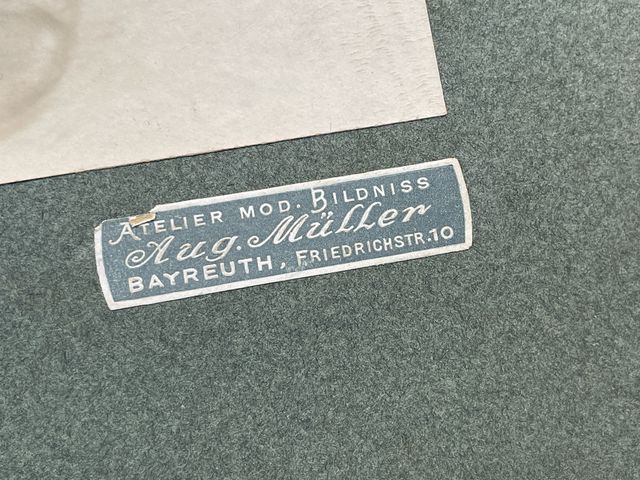 ATELIER MOD. BILDNISS
Aug. Müller
BAYREUTH, FRIEDRICHSTR.10